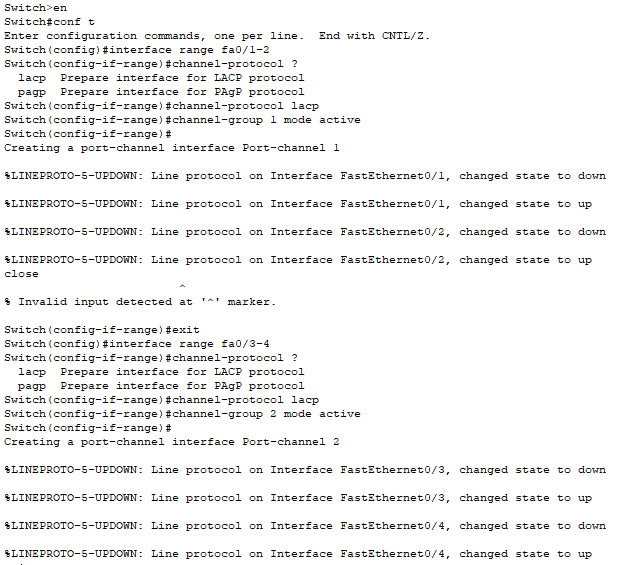 Switch>en
Switch#conf t
Enter configuration commands, one per line.  End with CNTL/Z.
Switch(config)#interface range fa0/1-2
Switch(config-if-range)#channel-protocol ?
  lacp  Prepare interface for LACP protocol
  pagp  Prepare interface for PAgP protocol
Switch(config-if-range)#channel-protocol lacp
Switch(config-if-range)#channel-group 1 mode active
Switch(config-if-range)#
Creating a port-channel interface Port-channel 1
%LINEPROTO-5-UPDOWN: Line protocol on Interface FastEthernet0/1, changed state to down
%LINEPROTO-5-UPDOWN: Line protocol on Interface FastEthernet0/1, changed state to up
%LINEPROTO-5-UPDOWN: Line protocol on Interface FastEthernet0/2, changed state to down
%LINEPROTO-5-UPDOWN: Line protocol on Interface FastEthernet0/2, changed state to up
close
                         ^
% Invalid input detected at '^' marker.
Switch(config-if-range)#exit
Switch(config)#interface range fa0/3-4
Switch(config-if-range)#channel-protocol ?
  lacp  Prepare interface for LACP protocol
  pagp  Prepare interface for PAgP protocol
Switch(config-if-range)#channel-protocol lacp
Switch(config-if-range)#channel-group 2 mode active
Switch(config-if-range)#
Creating a port-channel interface Port-channel 2
%LINEPROTO-5-UPDOWN: Line protocol on Interface FastEthernet0/3, changed state to down
%LINEPROTO-5-UPDOWN: Line protocol on Interface FastEthernet0/3, changed state to up
%LINEPROTO-5-UPDOWN: Line protocol on Interface FastEthernet0/4, changed state to down
%LINEPROTO-5-UPDOWN: Line protocol on Interface FastEthernet0/4, changed state to up